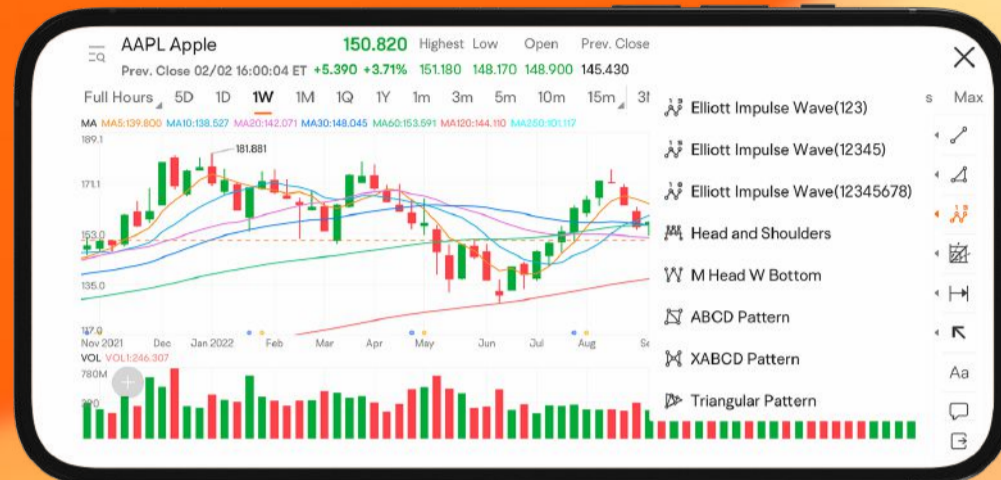 AAPL Apple 150.820 Highest Low Open Prev. Close
Prev. Close 02/02 16:00:04 ET +5.390 +3.71% 151.180 148.170 148.900 145.430
Full Hours 5D 1D 1W 1M 1Q 1Y 1m 3m 5m 10m 15m s Max
MA MA5:139.800 MA10:138.527 MA20:142.071 MA30:148.045 MA60:153.591 MA120:144.110 MA250:101.117
189.1
181.881
171.1
153.0
135.0
117.0
Nov 2021 Dec Jan 2022 Feb Mar Apr May Jun Jul Aug
VOL VOL1:246.307
780M
390
Elliott Impulse Wave(123)
Elliott Impulse Wave(12345)
Elliott Impulse Wave(12345678)
Head and Shoulders
M Head W Bottom
ABCD Pattern
XABCD Pattern
Triangular Pattern
Aa